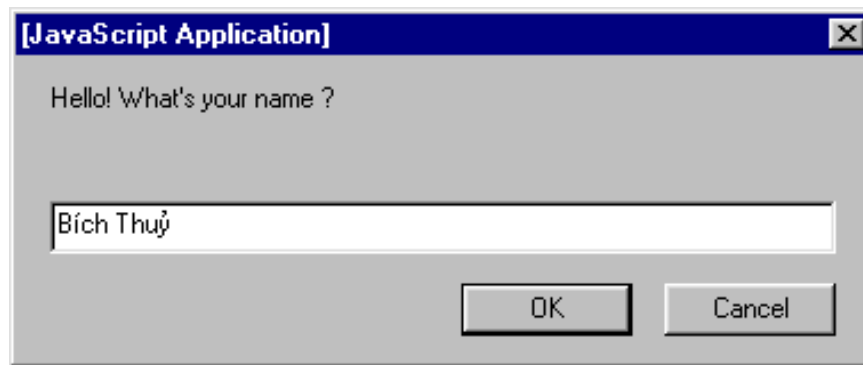 [JavaScript Application]
Hello! What's your name ?
Bích Thuỷ
OK
Cancel